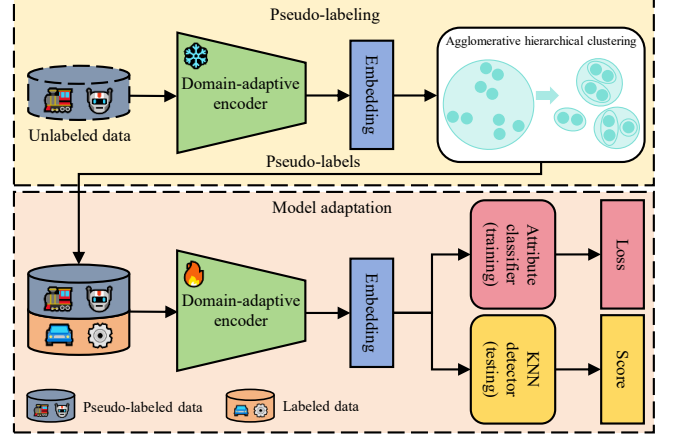 Pseudo-labeling
Agglomerative hierarchical clustering
Domain-adaptive
encoder
Embedding
Unlabeled data
Pseudo-labels
Model adaptation
Attribute
classifier
(training)
Loss
Domain-adaptive
encoder
Embedding
KNN
detector
(testing)
Score
Pseudo-labeled data
Labeled data